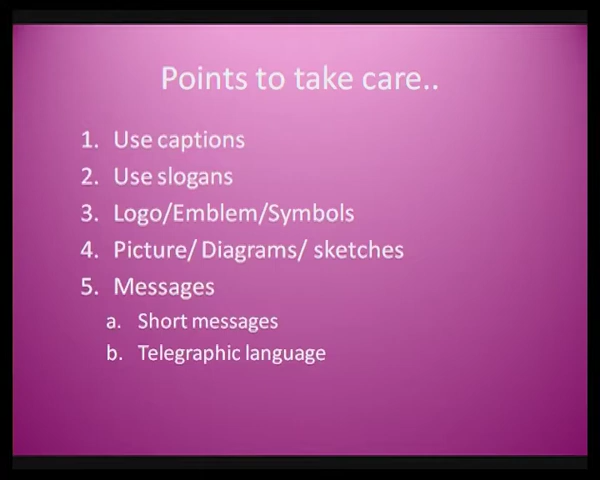 Points to take care..
1. Use captions
2. Use slogans
3. Logo/Emblem/Symbols
4. Picture/ Diagrams/ sketches
5. Messages
a. Short messages
b. Telegraphic language